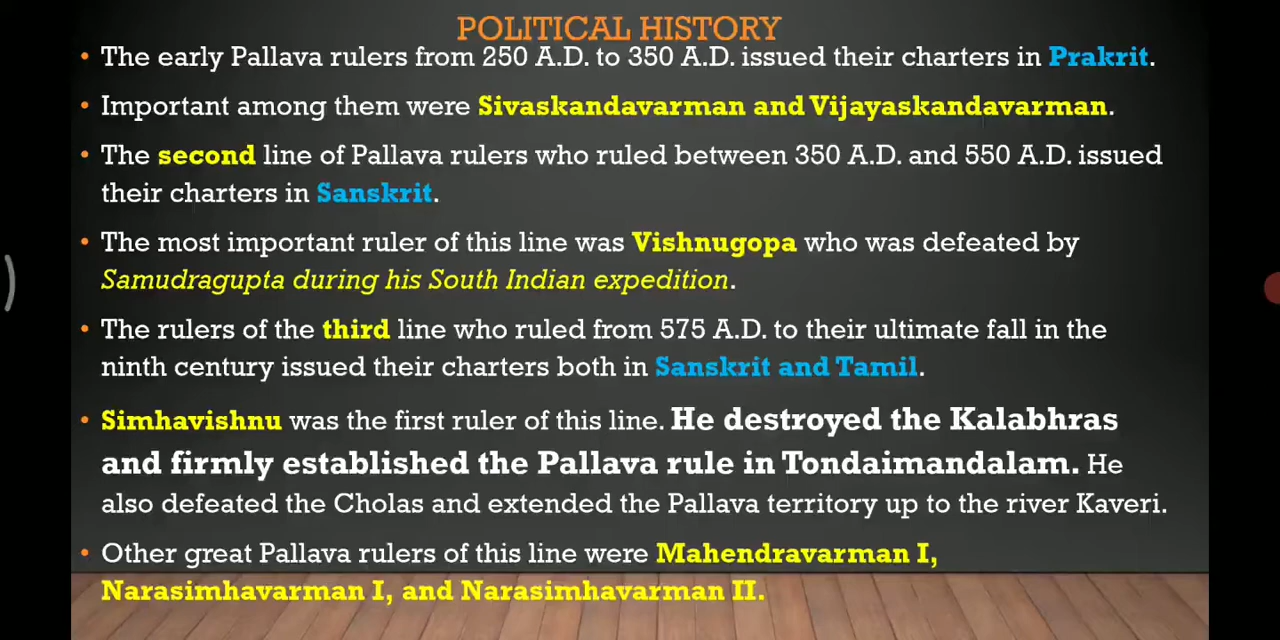 POLITICAL HISTORY
• The early Pallava rulers from 250 A.D. to 350 A.D. issued their charters in Prakrit.
• Important among them were Sivaskandavarman and Vijayaskandavarman.
• The second line of Pallava rulers who ruled between 350 A.D. and 550 A.D. issued
their charters in Sanskrit.
• The most important ruler of this line was Vishnugopa who was defeated by
Samudragupta during his South Indian expedition.
• The rulers of the third line who ruled from 575 A.D. to their ultimate fall in the
ninth century issued their charters both in Sanskrit and Tamil.
• Simhavishnu was the first ruler of this line. He destroyed the Kalabhras
and firmly established the Pallava rule in Tondaimandalam. He
also defeated the Cholas and extended the Pallava territory up to the river Kaveri.
• Other great Pallava rulers of this line were Mahendravarman I,
Narasimhavarman I, and Narasimhavarman II.